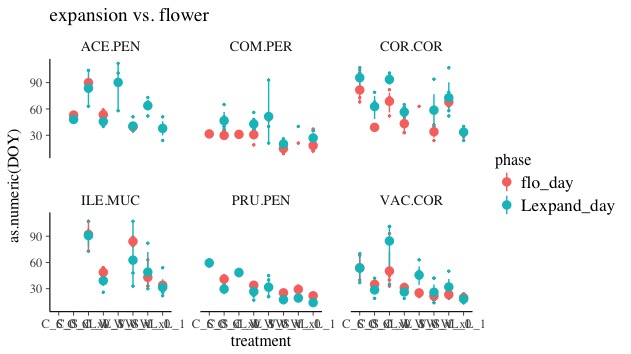 expansion vs. flower
ACE.PEN
COM.PER
COR.COR
90
60
30
ILE.MUC
PRU.PEN
VAC.COR
90
60
30
as.numeric(DOY)
treatment
phase
flo_day
Lexpand_day